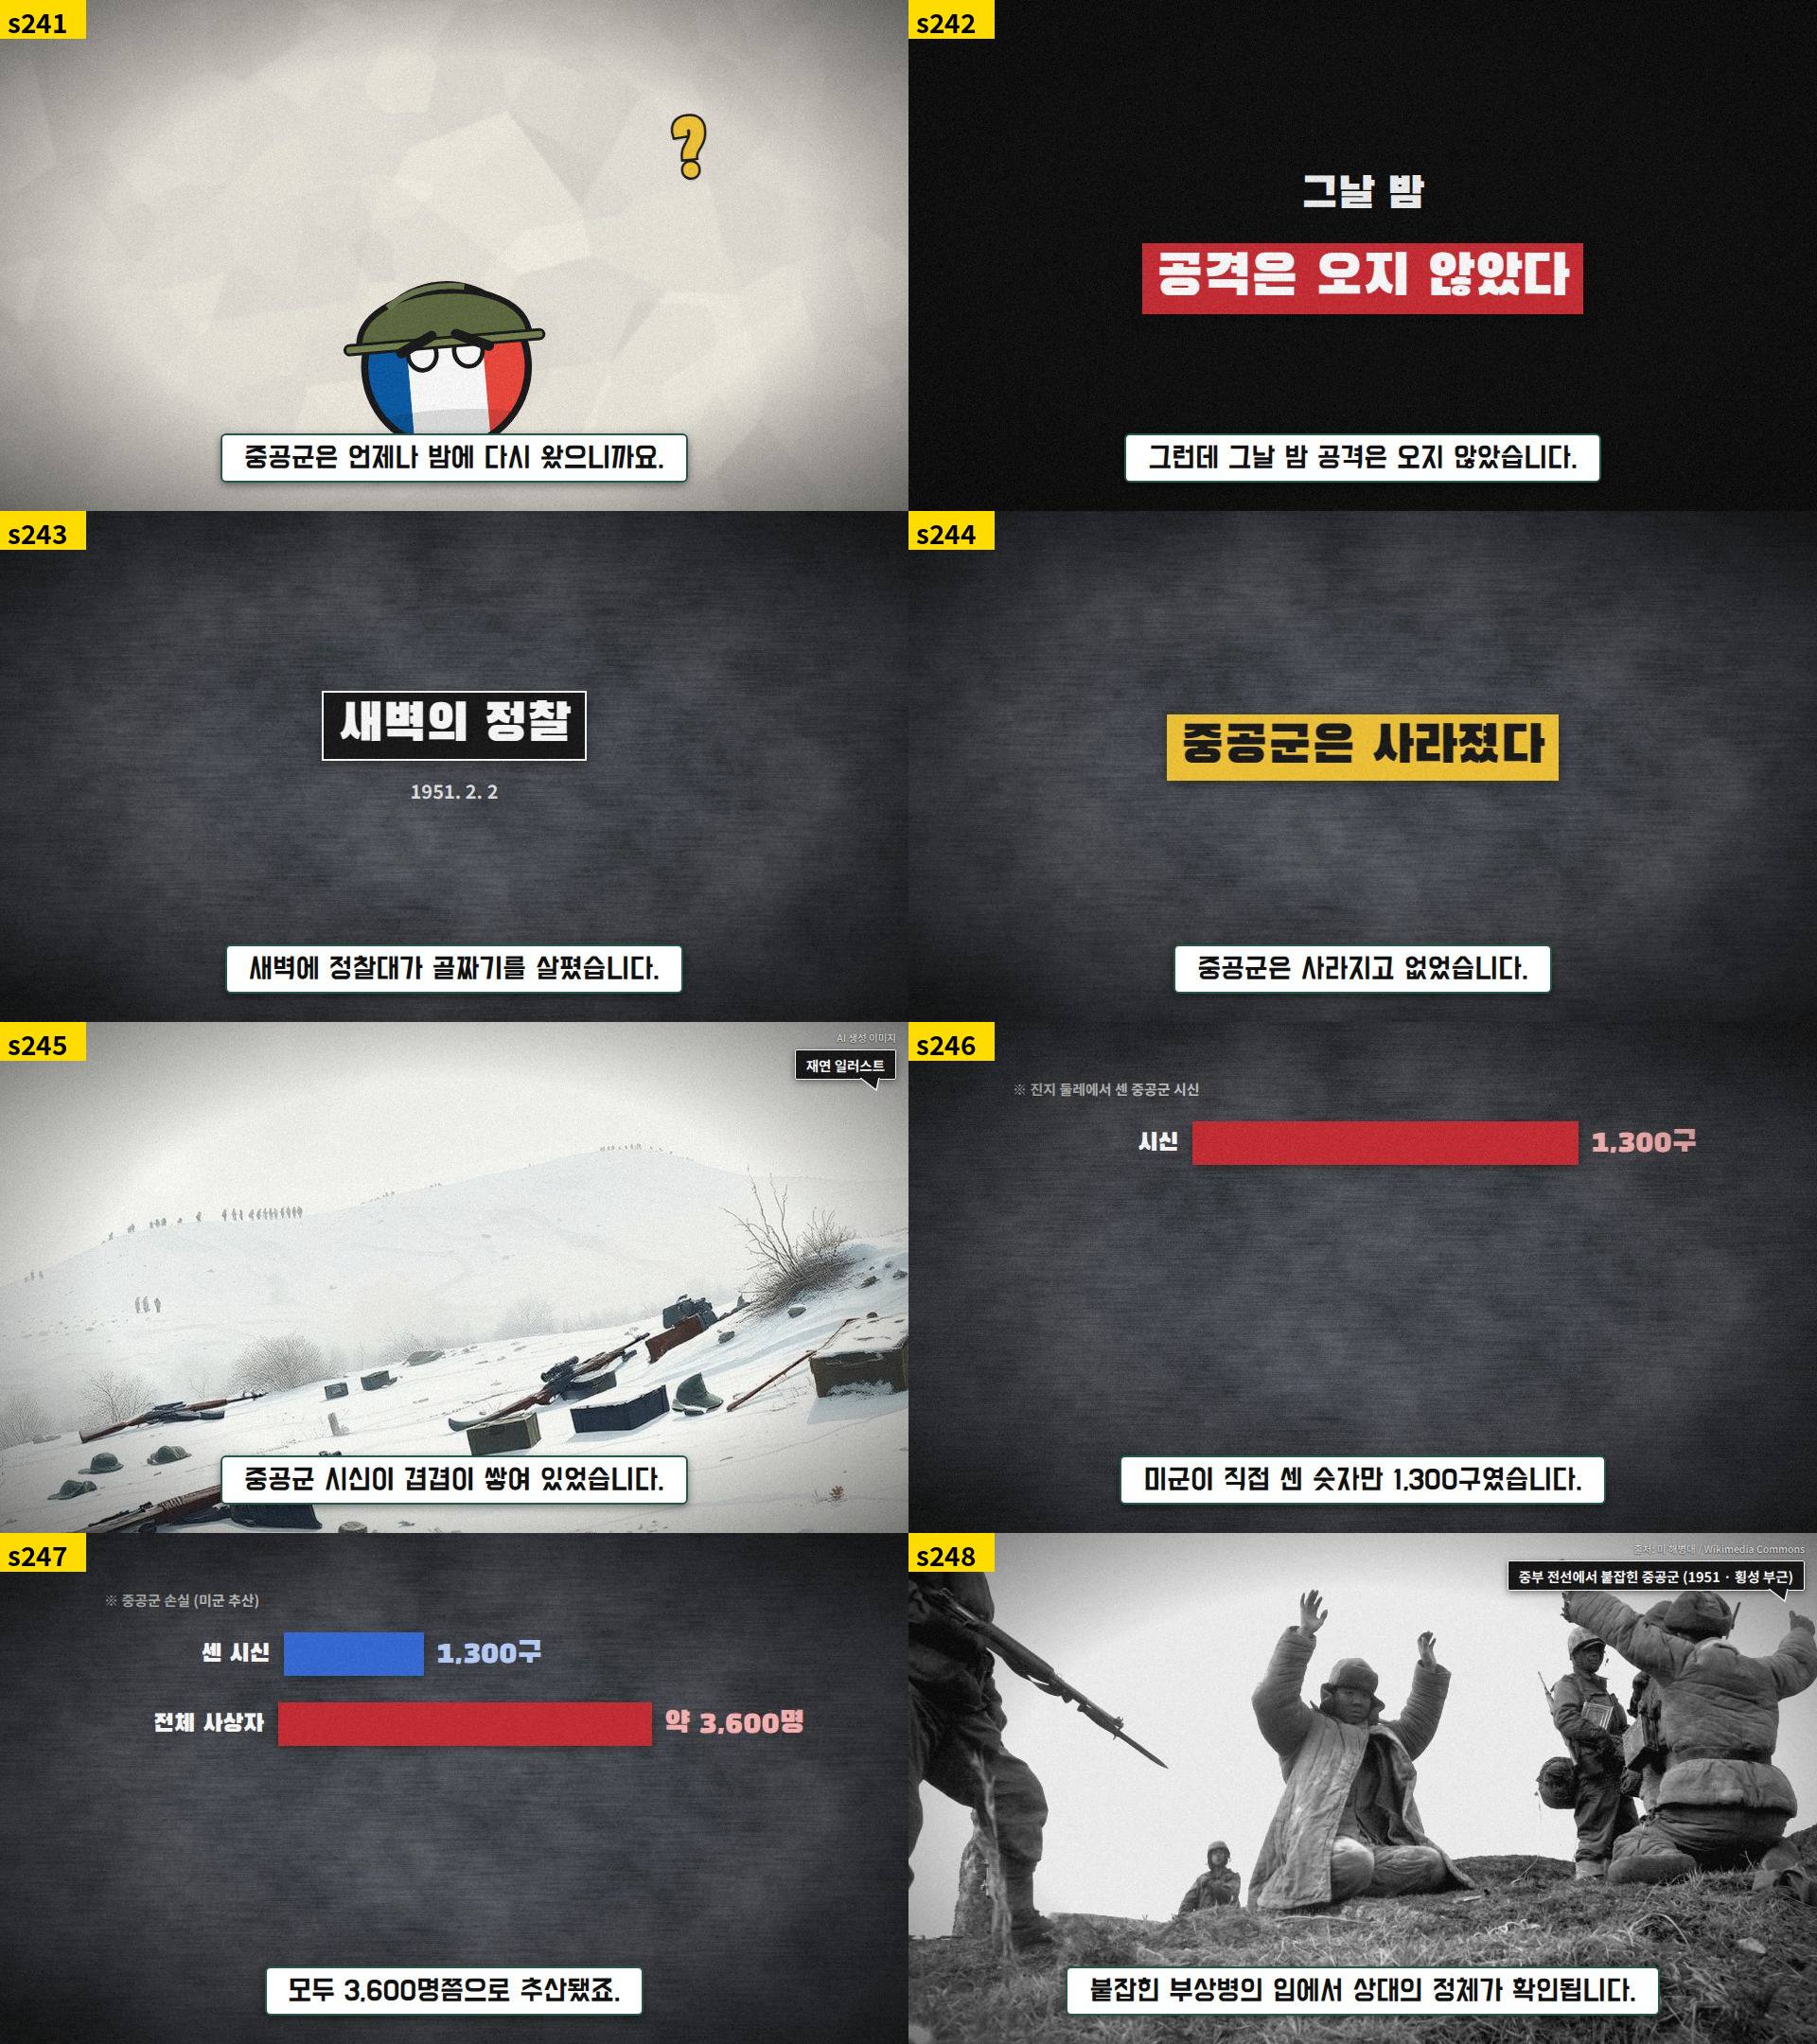 s241
?
중공군은 언제나 밤에 다시 왔으니까요.
s242
그날 밤
공격은 오지 않았다
그런데 그날 밤 공격은 오지 않았습니다.
s243
새벽의 정찰
1951. 2. 2
새벽에 정찰대가 골짜기를 살폈습니다.
s244
중공군은 사라졌다
중공군은 사라지고 없었습니다.
s245
AI 생성 이미지
재연 일러스트
중공군 시신이 겹겹이 쌓여 있었습니다.
s246
※ 진지 둘레에서 센 중공군 시신
시신 1,300구
미군이 직접 센 숫자만 1,300구였습니다.
s247
※ 중공군 손실 (미군 추산)
센 시신 1,300구
전체 사상자 약 3,600명
모두 3,600명쯤으로 추산됐죠.
s248
출처: 미 해병대 / Wikimedia Commons
중부 전선에서 붙잡힌 중공군 (1951 · 횡성 부근)
붙잡힌 부상병의 입에서 상대의 정체가 확인됩니다.